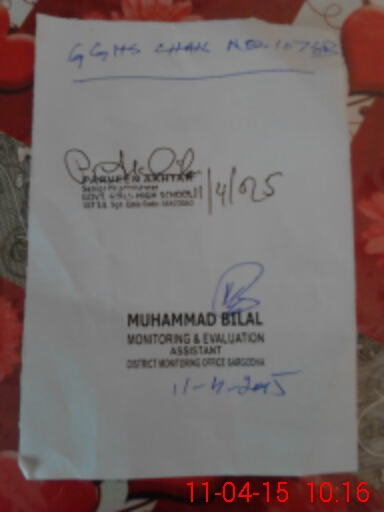 GGHS CHAK NO. 107SB
PARVEEN AKHTAR
Senior Headmistress
GOVT. GIRLS HIGH SCHOOL
11/4/025
MUHAMMAD BILAL
MONITORING & EVALUATION
ASSISTANT
DISTRICT MONITORING OFFICE SARGODHA
11-4-2015
11-04-15 10:16